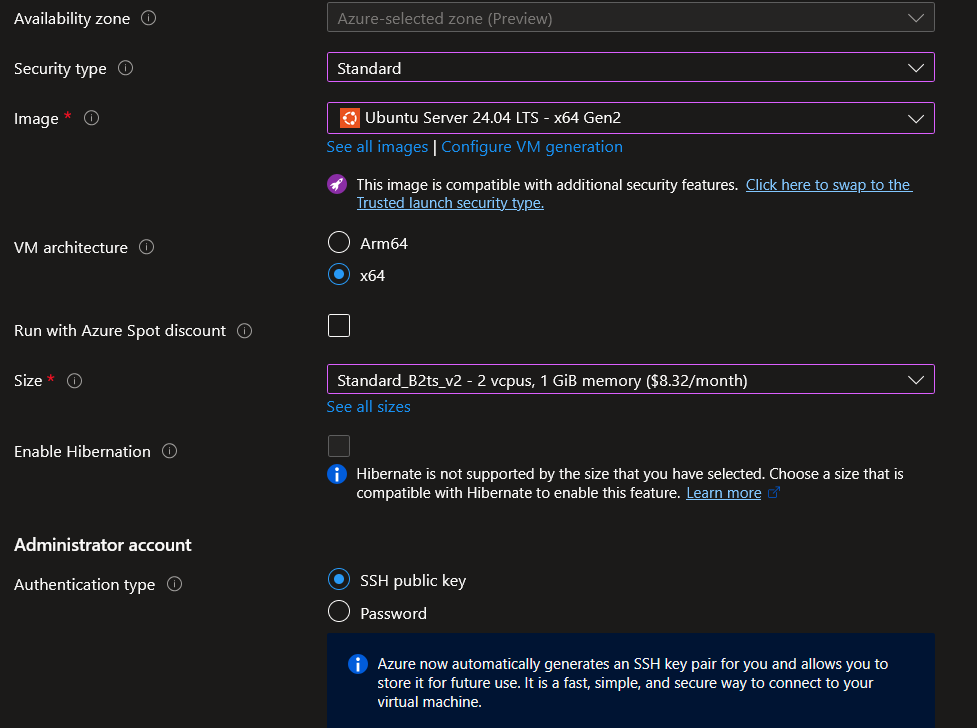 Availability zone
Azure-selected zone (Preview)
Security type
Standard
Image *
Ubuntu Server 24.04 LTS - x64 Gen2
See all images | Configure VM generation
This image is compatible with additional security features. Click here to swap to the
Trusted launch security type.
VM architecture
Arm64
x64
Run with Azure Spot discount
Size *
Standard_B2ts_v2 - 2 vcpus, 1 GiB memory ($8.32/month)
See all sizes
Enable Hibernation
Hibernate is not supported by the size that you have selected. Choose a size that is
compatible with Hibernate to enable this feature. Learn more
Administrator account
Authentication type
SSH public key
Password
Azure now automatically generates an SSH key pair for you and allows you to
store it for future use. It is a fast, simple, and secure way to connect to your
virtual machine.